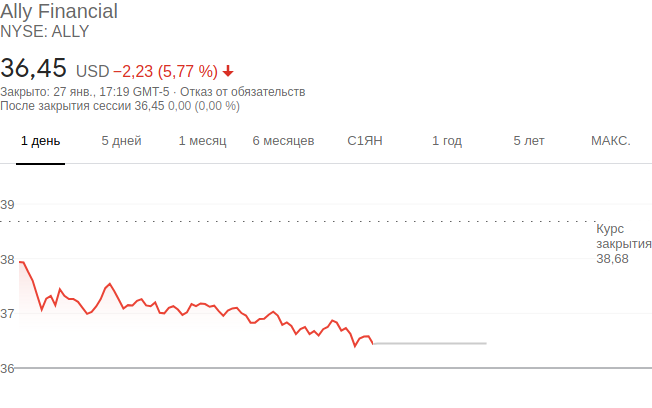 Ally Financial
NYSE: ALLY
36,45 USD −2,23 (5,77 %)
Закрыто: 27 янв., 17:19 GMT-5 · Отказ от обязательств
После закрытия сессии 36,45 0,00 (0,00 %)
1 день 5 дней 1 месяц 6 месяцев С1ЯН 1 год 5 лет МАКС.
39
Курс
закрытия
38,68
38
37
36